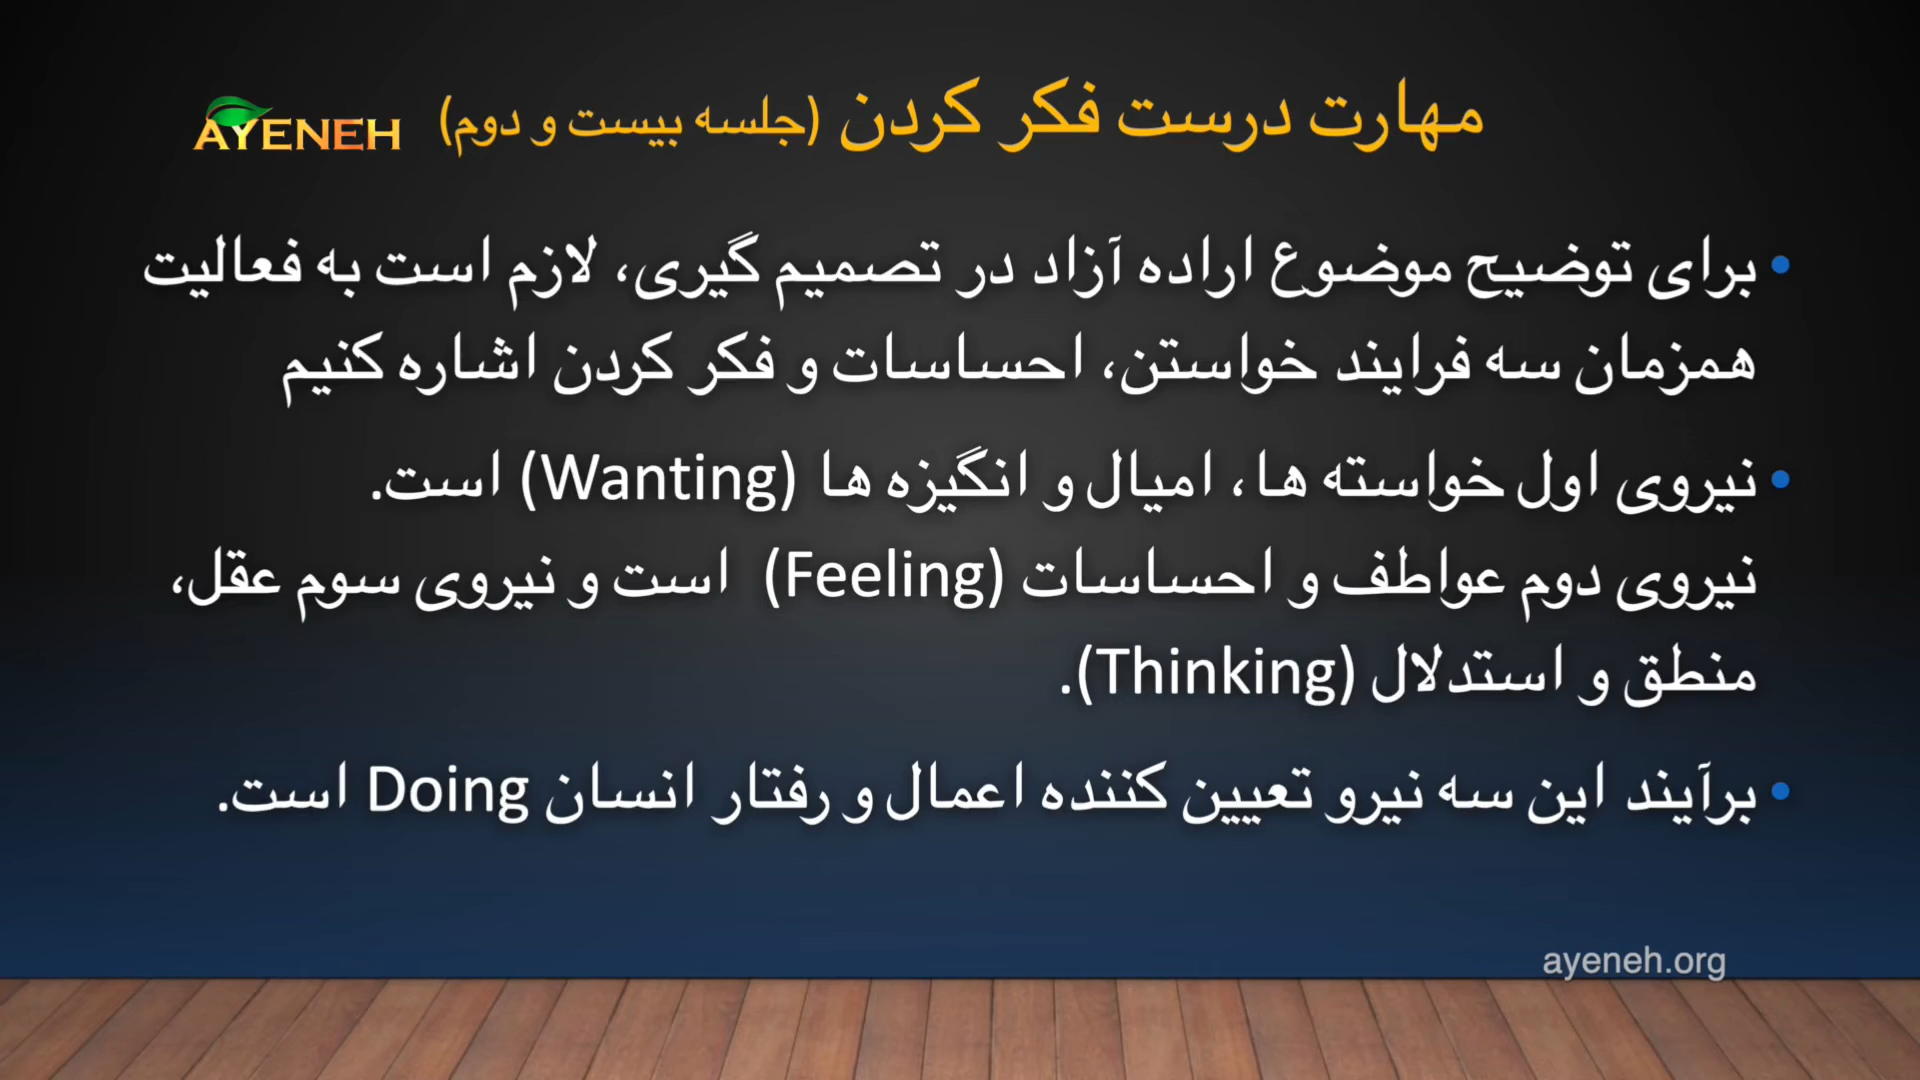 مهارت درست فکر کردن (جلسه بیست و دوم)
AYENEH
• برای توضیح موضوع اراده آزاد در تصمیم گیری، لازم است به فعالیت
همزمان سه فرایند خواستن، احساسات و فکر کردن اشاره کنیم
• نیروی اول خواسته ها، امیال و انگیزه ها (Wanting) است.
نیروی دوم عواطف و احساسات (Feeling) است و نیروی سوم عقل،
منطق و استدلال (Thinking).
• برآیند این سه نیرو تعیین کننده اعمال و رفتار انسان Doing است.
ayeneh.org